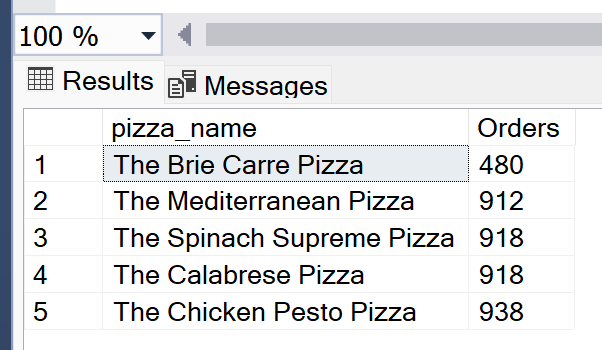 100 %
Results Messages
pizza_name Orders
1 The Brie Carre Pizza 480
2 The Mediterranean Pizza 912
3 The Spinach Supreme Pizza 918
4 The Calabrese Pizza 918
5 The Chicken Pesto Pizza 938